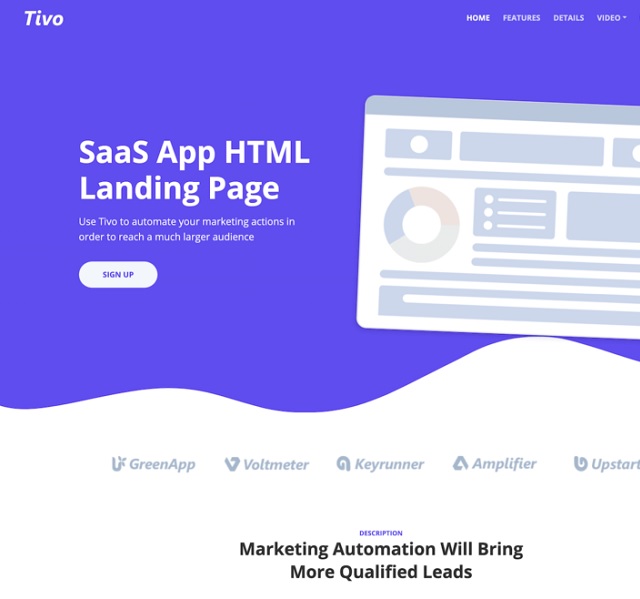 Tivo
HOME FEATURES DETAILS VIDEO
SaaS App HTML
Landing Page
Use Tivo to automate your marketing actions in
order to reach a much larger audience
SIGN UP
GreenApp Voltmeter Keyrunner Amplifier Upstart
DESCRIPTION
Marketing Automation Will Bring
More Qualified Leads